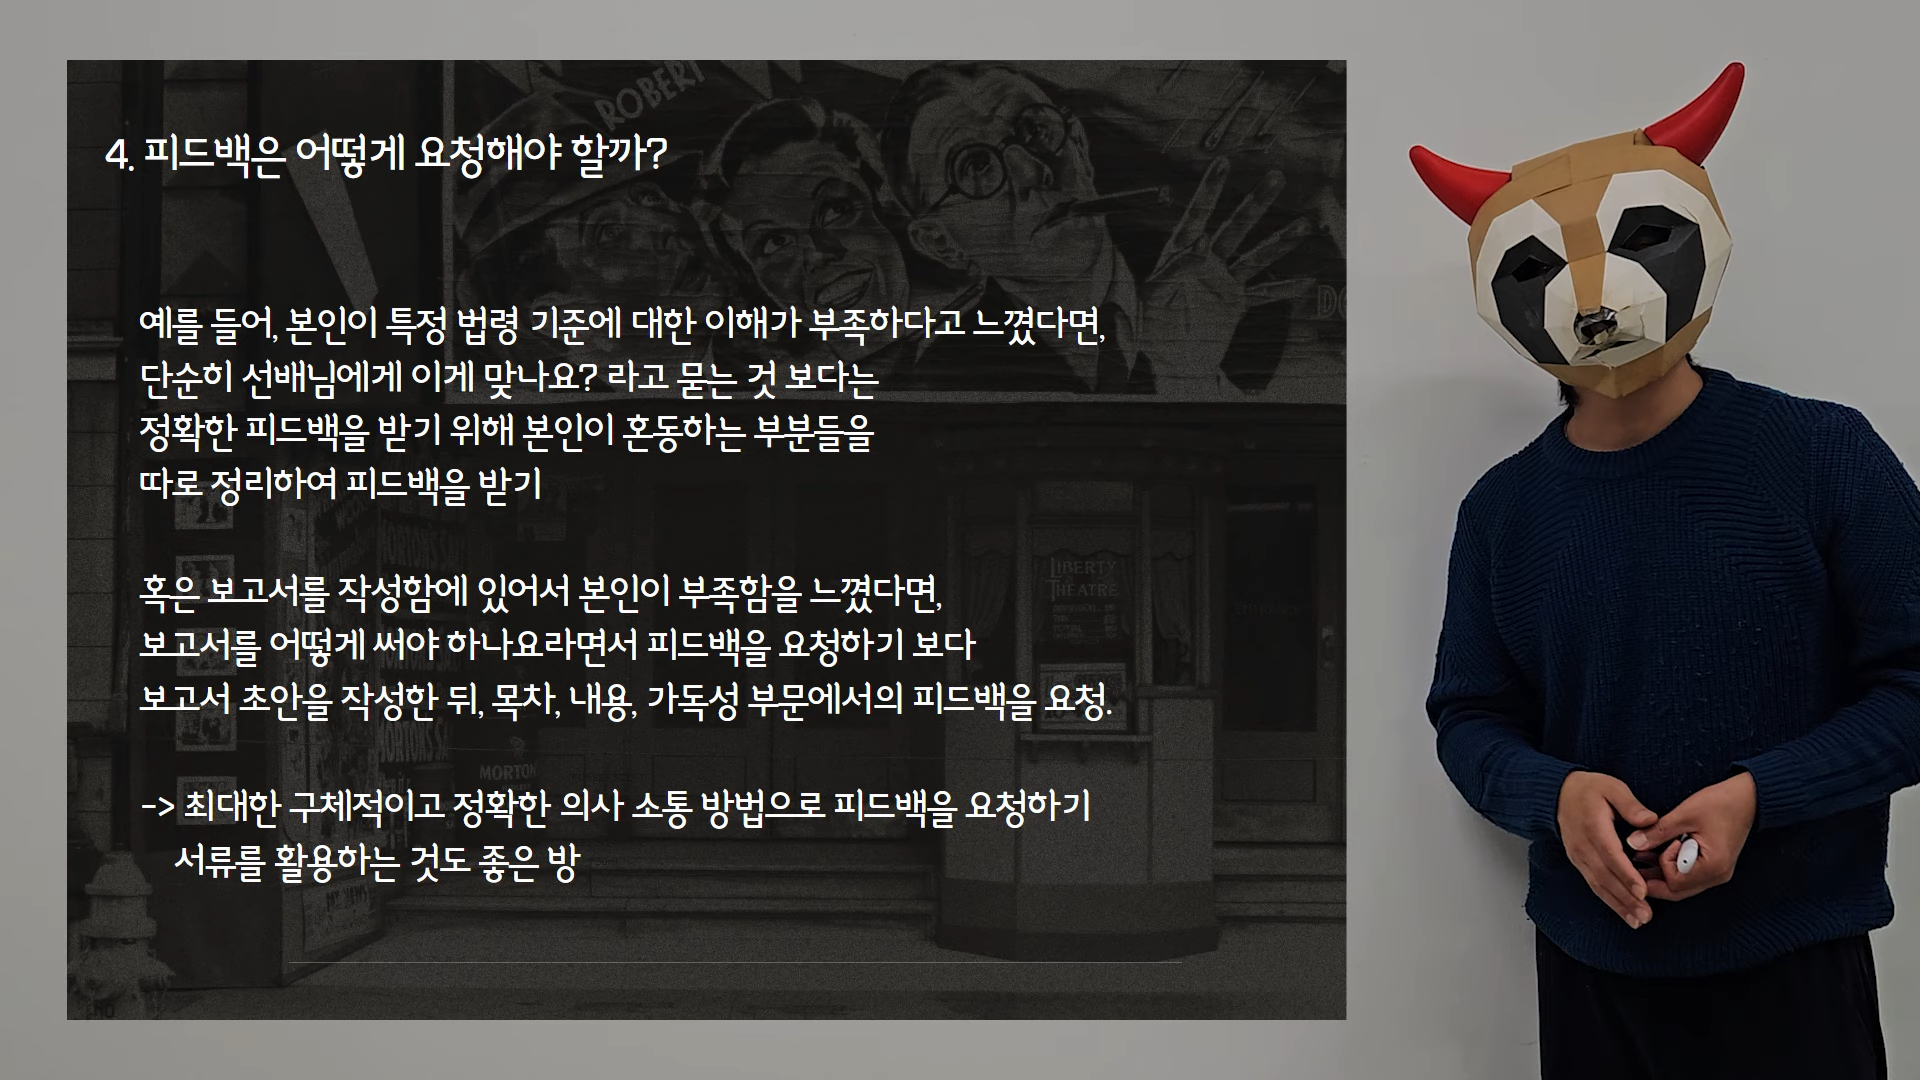 4. 피드백은 어떻게 요청해야 할까?
예를 들어, 본인이 특정 법령 기준에 대한 이해가 부족하다고 느꼈다면,
단순히 선배님에게 이게 맞나요? 라고 묻는 것 보다는
정확한 피드백을 받기 위해 본인이 혼동하는 부분들을
따로 정리하여 피드백을 받기
혹은 보고서를 작성함에 있어서 본인이 부족함을 느꼈다면,
보고서를 어떻게 써야 하나요라면서 피드백을 요청하기 보다
보고서 초안을 작성한 뒤, 목차, 내용, 가독성 부문에서의 피드백을 요청.
-> 최대한 구체적이고 정확한 의사 소통 방법으로 피드백을 요청하기
서류를 활용하는 것도 좋은 방
ROBERT
LIBERTY
THEATRE
MORTON